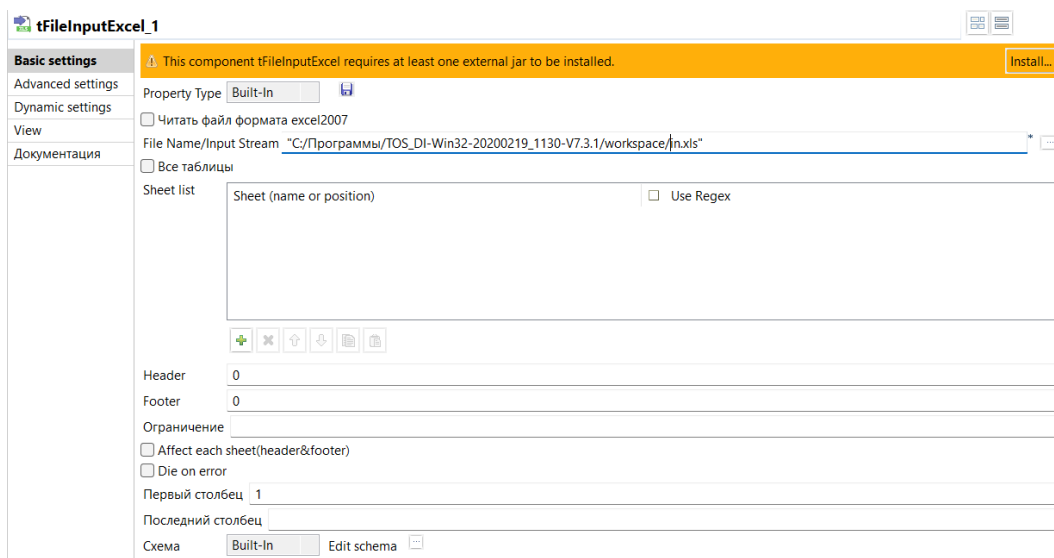 tFileInputExcel_1
Basic settings
Advanced settings
Dynamic settings
View
Документация
This component tFileInputExcel requires at least one external jar to be installed.
Install...
Property Type Built-In
Читать файл формата excel2007
File Name/Input Stream "C:/Программы/TOS_DI-Win32-20200219_1130-V7.3.1/workspace/in.xls" * ...
Все таблицы
Sheet list
Sheet (name or position) Use Regex
Header 0
Footer 0
Ограничение
Affect each sheet(header&footer)
Die on error
Первый столбец 1
Последний столбец
Схема Built-In Edit schema ...